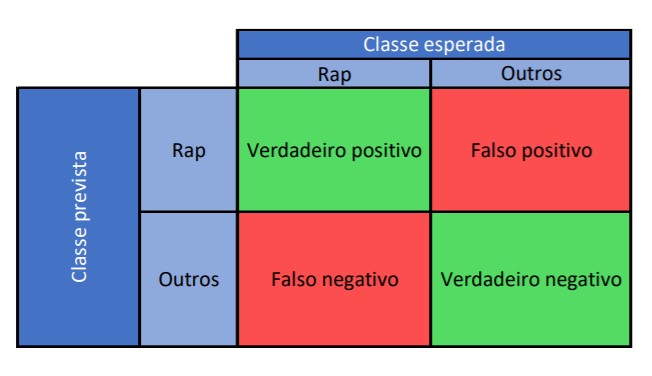 Classe esperada
Rap Outros
Classe prevista
Rap Verdadeiro positivo Falso positivo
Outros Falso negativo Verdadeiro negativo